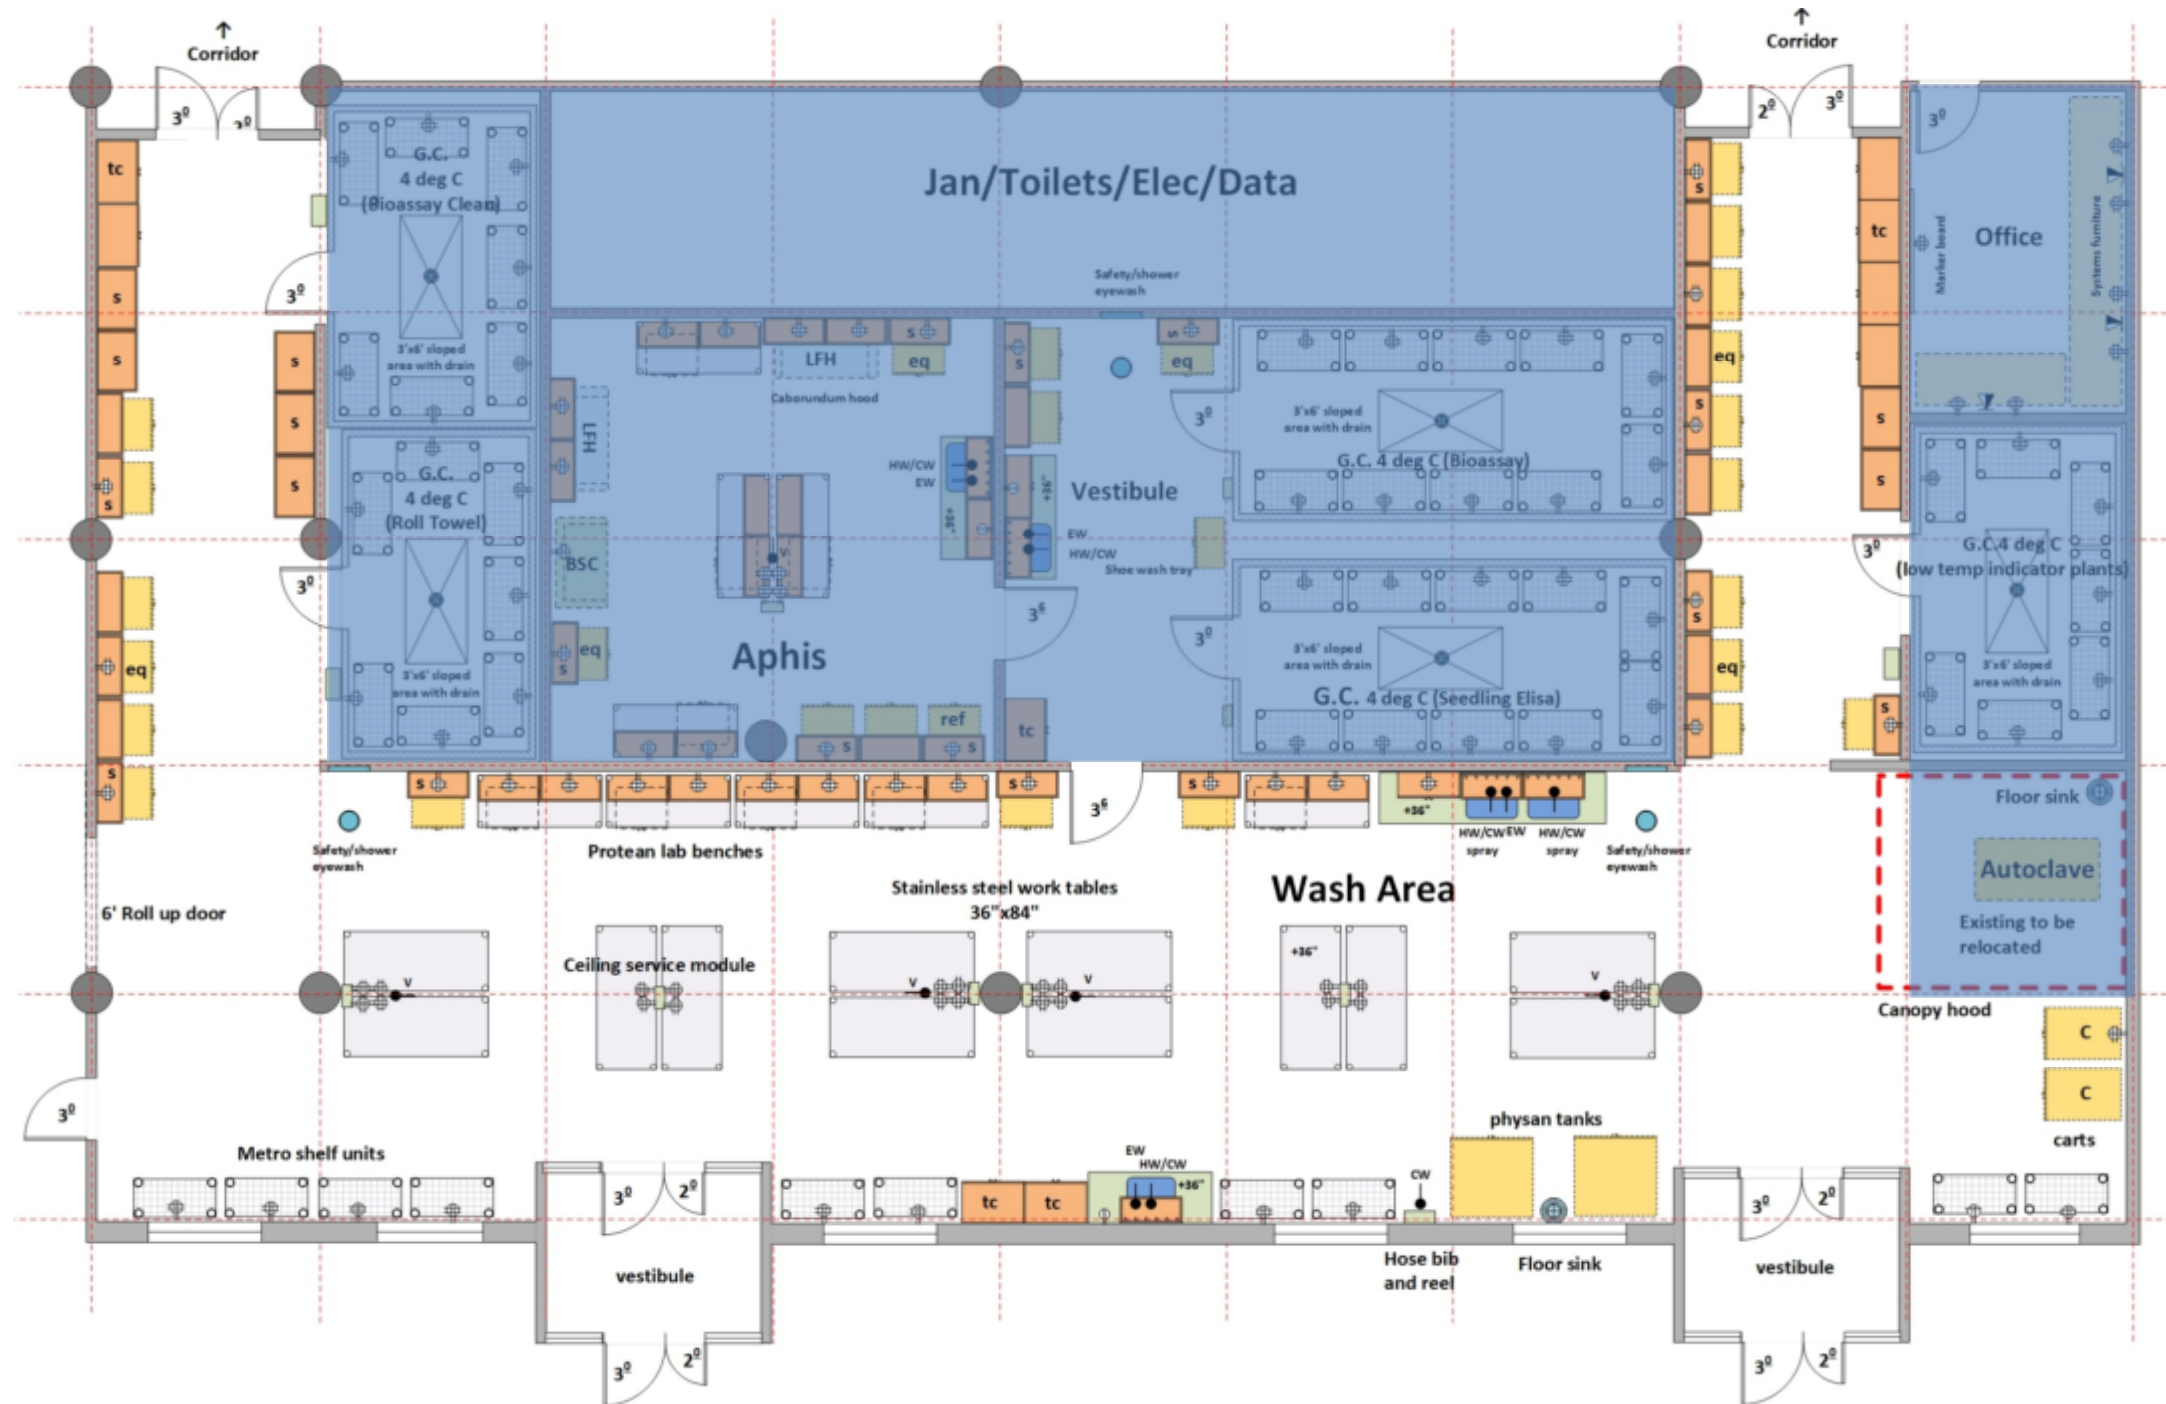 Corridor
Corridor
3⁰
3⁰
2⁰
3⁰
3⁰
tc
G.C.
4 deg C
(Bioassay Clean)
Jan/Toilets/Elec/Data
s
tc
Office
Marker board
Systems furniture
3⁰
s
s
3'x6' sloped
area with drain
Safety/shower
eyewash
s
s
s
s
LFH
eq
Caborundum hood
LFH
s
s
eq
3⁰
3'x6' sloped
area with drain
G.C. 4 deg C (Bioassay)
eq
s
s
s
s
G.C.
4 deg C
(Roll Towel)
HW/CW
EW
+36"
+36"
Vestibule
EW
HW/CW
Shoe wash tray
BSC
V
3⁰
3⁰
G.C.4 deg C
(low temp indicator plants)
3⁶
3⁰
s
eq
s
eq
3'x6' sloped
area with drain
Aphis
3'x6' sloped
area with drain
G.C. 4 deg C (Seedling Elisa)
eq
3'x6' sloped
area with drain
s
s
s
ref
tc
s
s
s
3⁶
s
+36"
HW/CW
EW
spray
HW/CW
spray
Floor sink
Safety/shower
eyewash
Protean lab benches
Safety/shower
eyewash
Autoclave
Existing to be
relocated
6' Roll up door
Stainless steel work tables
36"x84"
Wash Area
+36"
Ceiling service module
V
V
V
V
Canopy hood
C
C
carts
3⁰
Metro shelf units
physan tanks
EW
HW/CW
+36"
CW
tc
tc
3⁰
2⁰
3⁰
2⁰
Hose bib
and reel
Floor sink
vestibule
vestibule
3⁰
2⁰
3⁰
2⁰